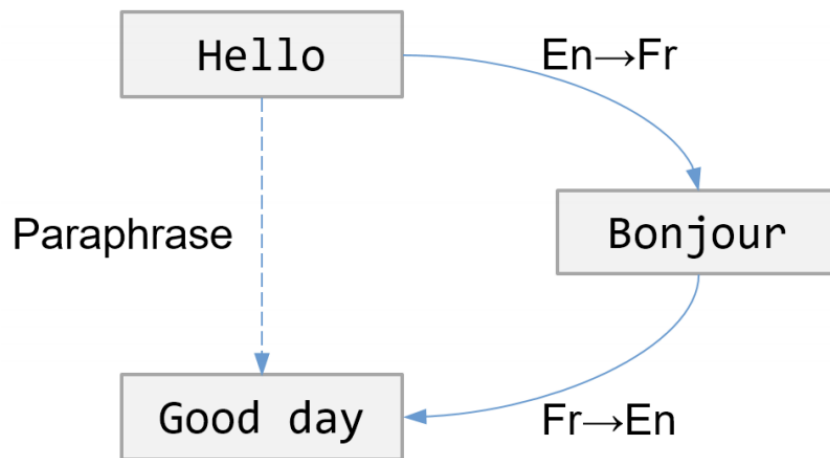 Hello
En→Fr
Paraphrase
Bonjour
Good day
Fr→En